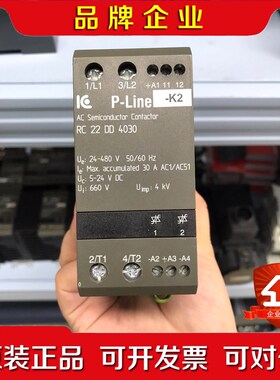 品牌企业
1/L1 3/L2 +A1 11 12
IC P-Line -K2
AC Semiconductor Contactor
RC 22 DD 4030
Ue: 24-480 V 50/60 Hz
Ie: Max. accumulated 30 A AC1/AC51
Uc: 5-24 V DC
Ui: 660 V Uimp: 4 kV
1 2
2/T1 4/T2 -A2 ÷A3 -A4
原装正品 可开发票 可对